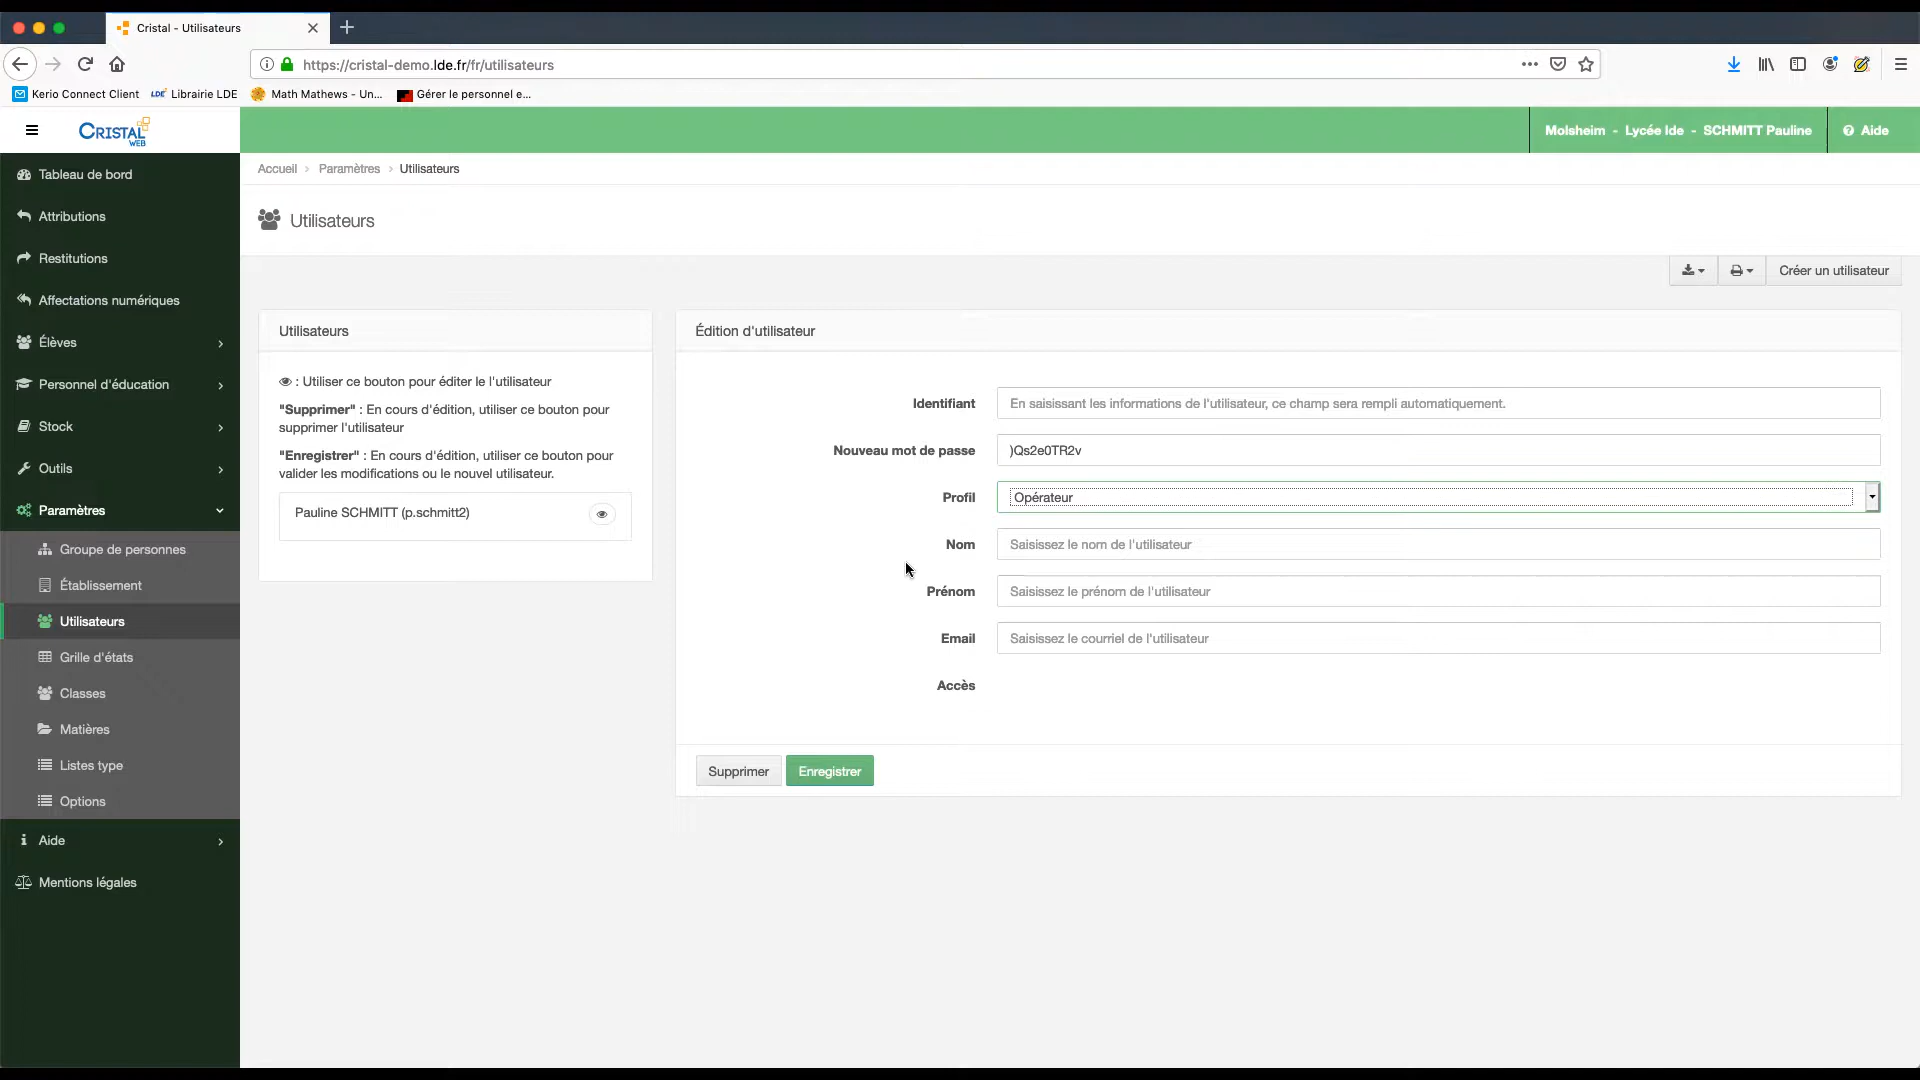 Cristal - Utilisateurs
https://cristal-demo.lde.fr/fr/utilisateurs
Kerio Connect Client
LDE Librairie LDE
Math Mathews - Un...
Gérer le personnel e...
CRISTAL WEB
Molsheim - Lycée lde - SCHMITT Pauline
Aide
Tableau de bord
Attributions
Restitutions
Affectations numériques
Élèves
Personnel d'éducation
Stock
Outils
Paramètres
Groupe de personnes
Établissement
Utilisateurs
Grille d'états
Classes
Matières
Listes type
Options
Aide
Mentions légales
Accueil > Paramètres > Utilisateurs
Utilisateurs
Créer un utilisateur
Utilisateurs
: Utiliser ce bouton pour éditer le l'utilisateur
"Supprimer" : En cours d'édition, utiliser ce bouton pour
supprimer l'utilisateur
"Enregistrer" : En cours d'édition, utiliser ce bouton pour
valider les modifications ou le nouvel utilisateur.
Pauline SCHMITT (p.schmitt2)
Édition d'utilisateur
Identifiant En saisissant les informations de l'utilisateur, ce champ sera rempli automatiquement.
Nouveau mot de passe )Qs2e0TR2v
Profil Opérateur
Nom Saisissez le nom de l'utilisateur
Prénom Saisissez le prénom de l'utilisateur
Email Saisissez le courriel de l'utilisateur
Accès
Supprimer Enregistrer